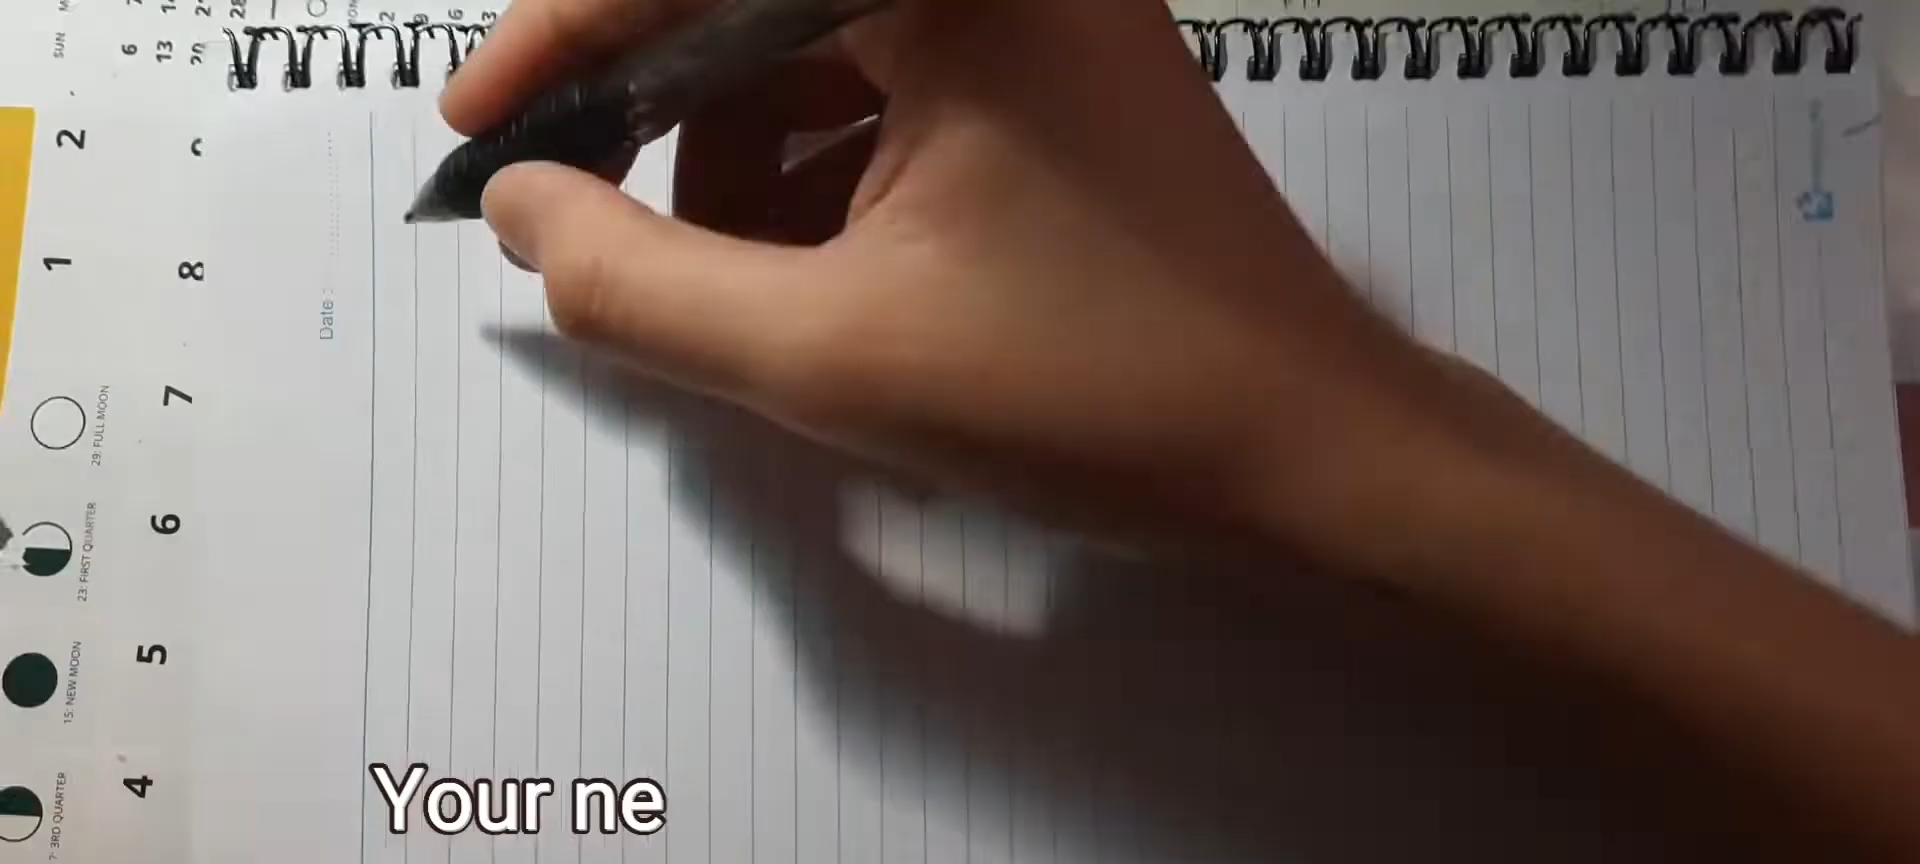 Your ne
Date :
SUN
6
13
28
1
2
4
5
6
7
8
29: FULL MOON
23: FIRST QUARTER
15: NEW MOON
7: 3RD QUARTER